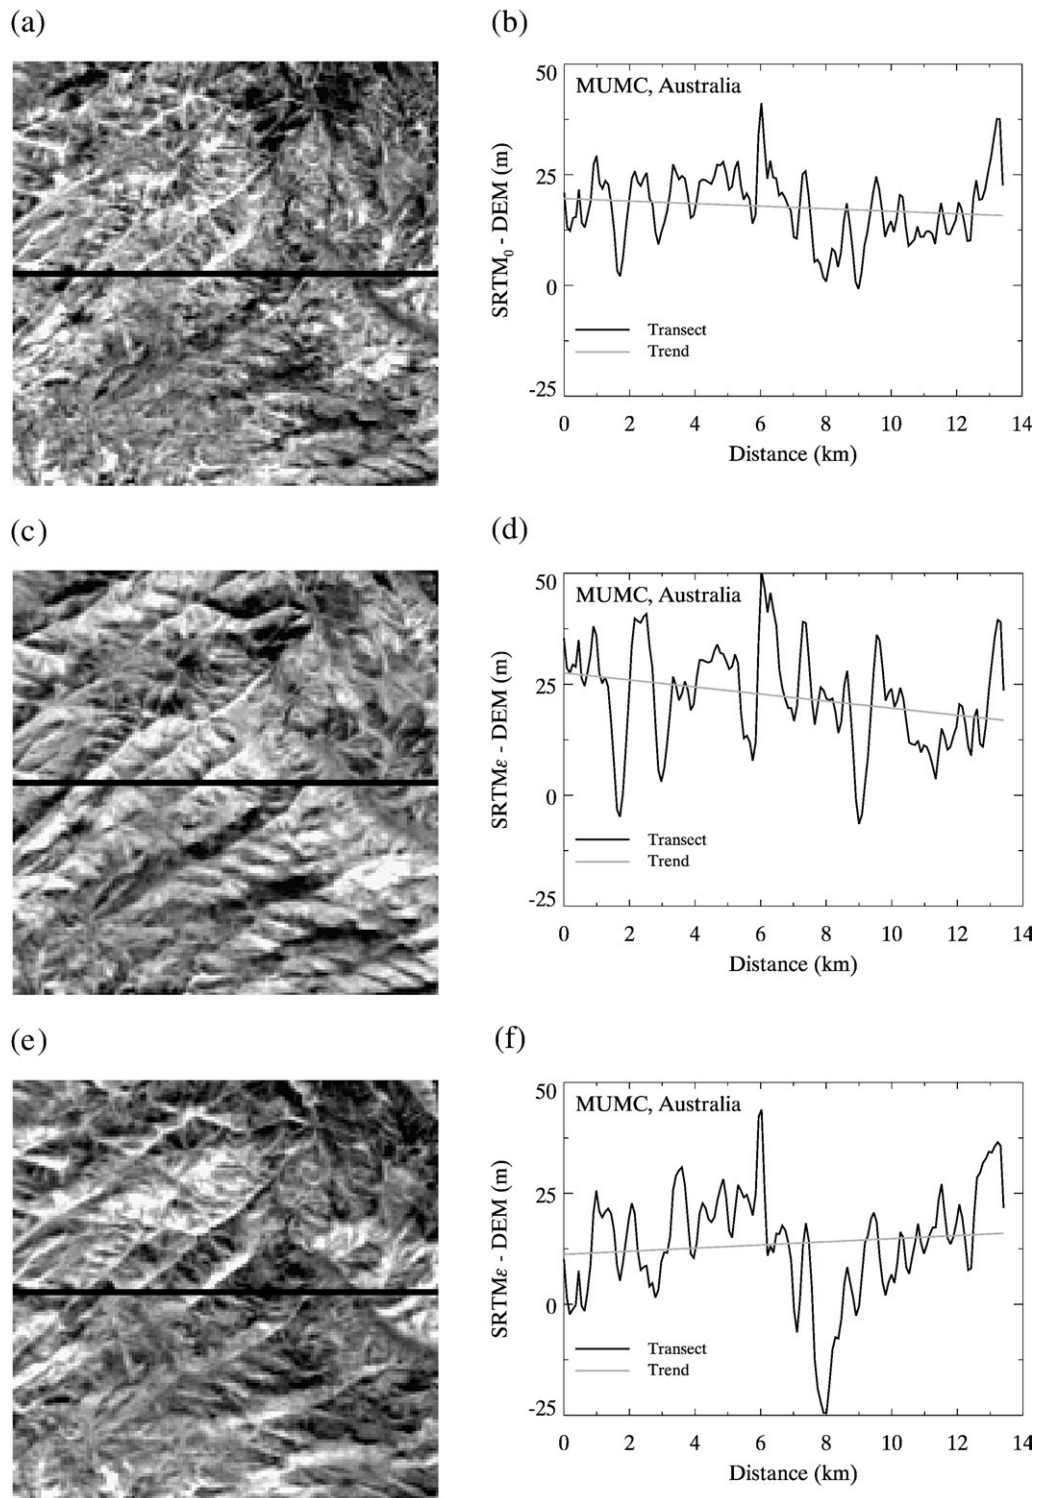 (a)
(b)
50
25
0
-25
SRTM₀ - DEM (m)
MUMC, Australia
Transect
Trend
0 2 4 6 8 10 12 14
Distance (km)
(c)
(d)
50
25
0
-25
SRTMε - DEM (m)
MUMC, Australia
Transect
Trend
0 2 4 6 8 10 12 14
Distance (km)
(e)
(f)
50
25
0
-25
SRTMε - DEM (m)
MUMC, Australia
Transect
Trend
0 2 4 6 8 10 12 14
Distance (km)